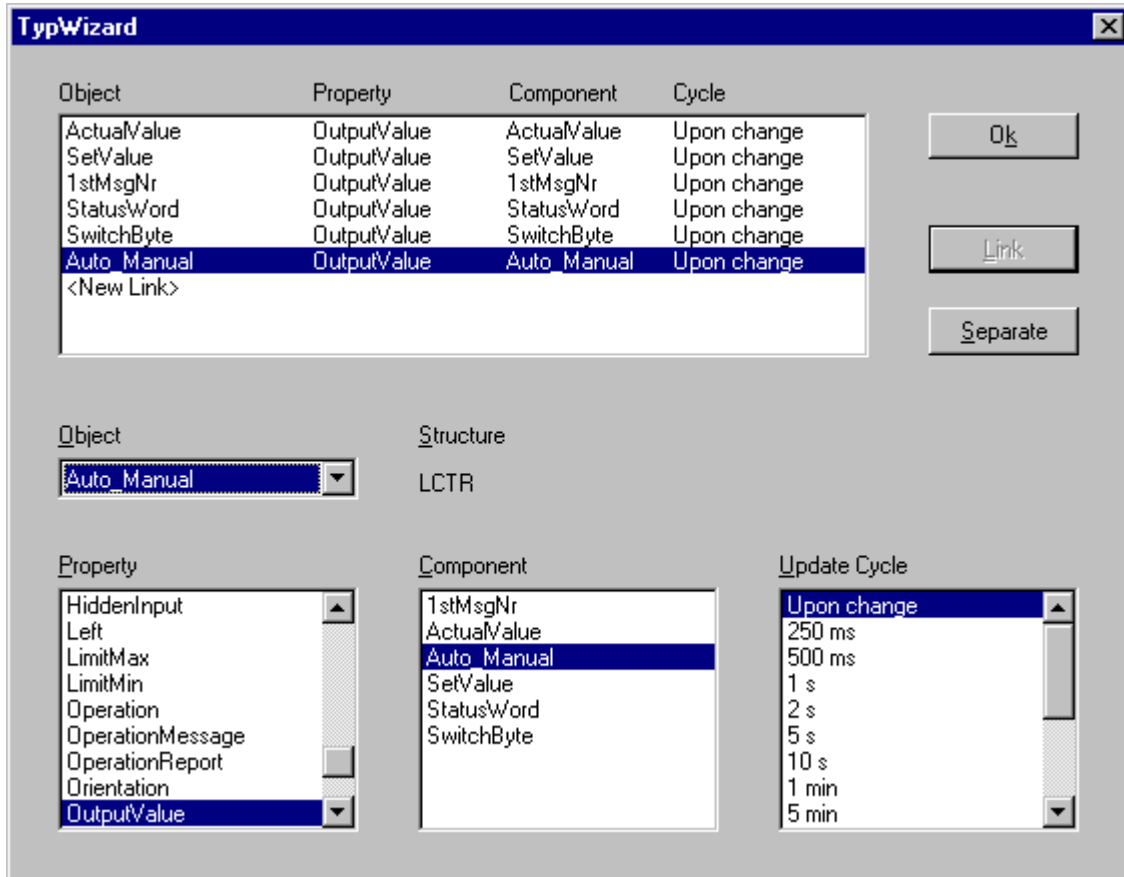 TypWizard
Object Property Component Cycle
ActualValue OutputValue ActualValue Upon change
SetValue OutputValue SetValue Upon change
1stMsgNr OutputValue 1stMsgNr Upon change
StatusWord OutputValue StatusWord Upon change
SwitchByte OutputValue SwitchByte Upon change
Auto_Manual OutputValue Auto_Manual Upon change
<New Link>
Ok
Link
Separate
Object
Auto_Manual
Structure
LCTR
Property
HiddenInput
Left
LimitMax
LimitMin
Operation
OperationMessage
OperationReport
Orientation
OutputValue
Component
1stMsgNr
ActualValue
Auto_Manual
SetValue
StatusWord
SwitchByte
Update Cycle
Upon change
250 ms
500 ms
1 s
2 s
5 s
10 s
1 min
5 min